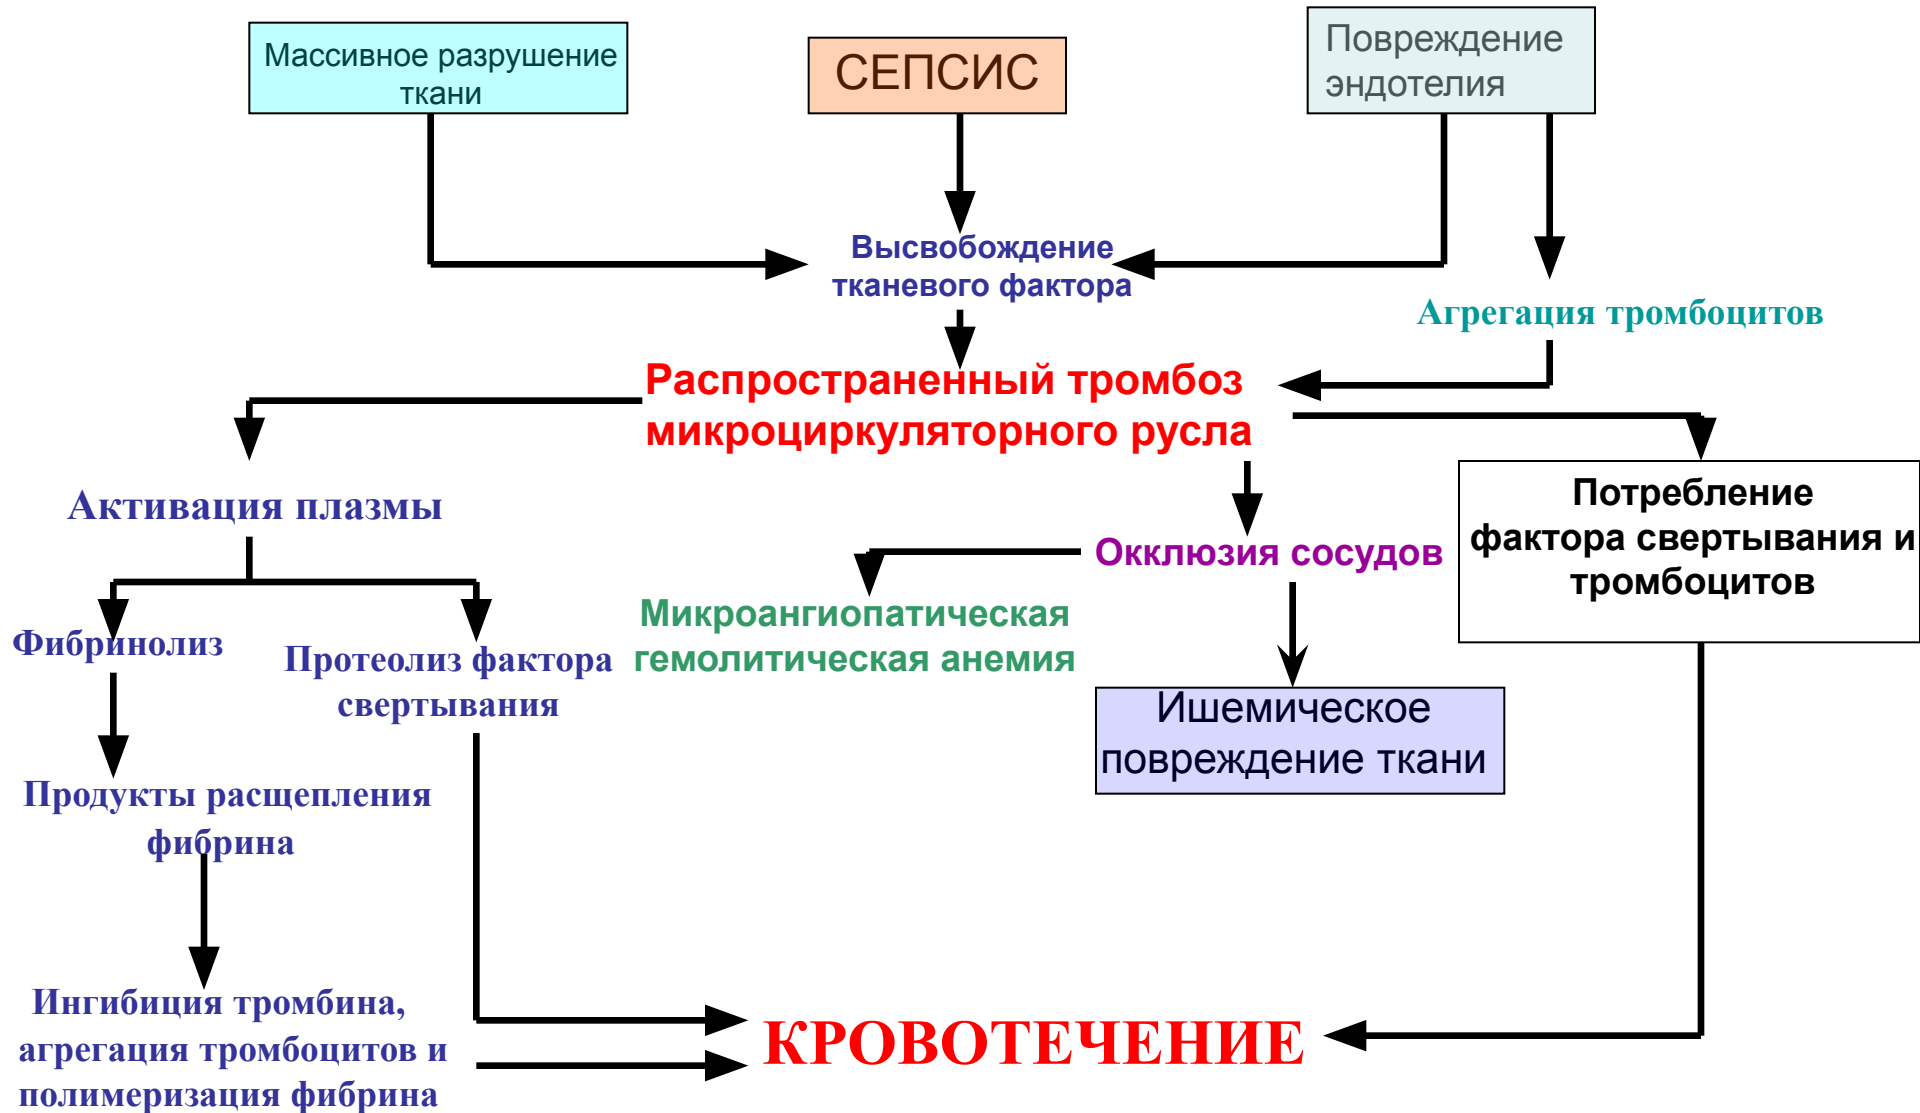 Массивное разрушение
ткани
СЕПСИС
Повреждение
эндотелия
Высвобождение
тканевого фактора
Агрегация тромбоцитов
Распространенный тромбоз
микроциркуляторного русла
Активация плазмы
Окклюзия сосудов
Потребление
фактора свертывания и
тромбоцитов
Микроангиопатическая
гемолитическая анемия
Фибринолиз
Протеолиз фактора
свертывания
Ишемическое
повреждение ткани
Продукты расщепления
фибрина
Ингибиция тромбина,
агрегация тромбоцитов и
полимеризация фибрина
КРОВОТЕЧЕНИЕ